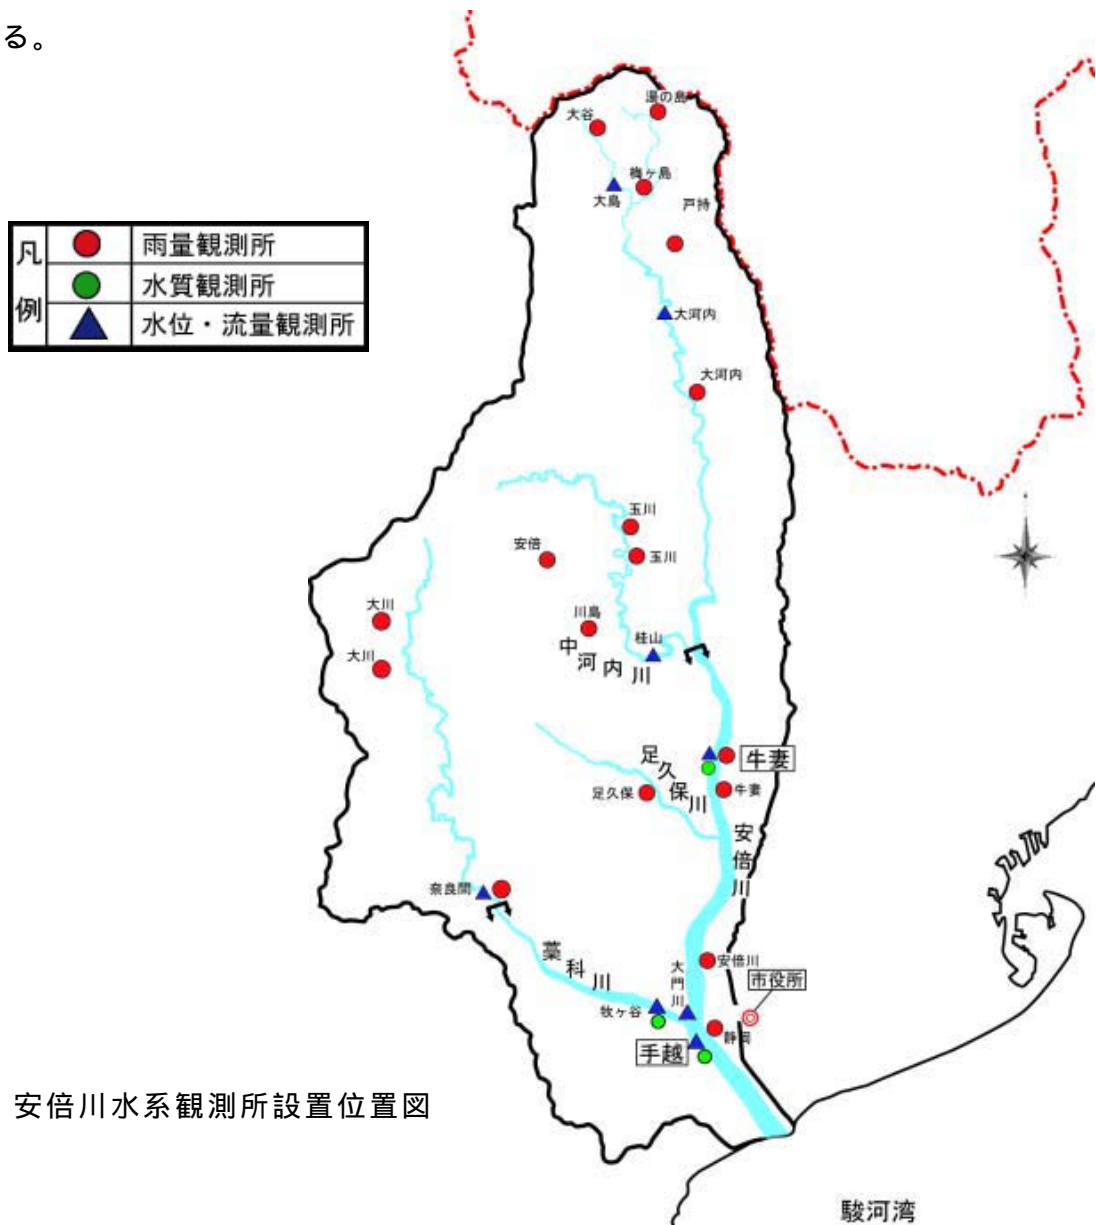 る。
凡例
雨量観測所
水質観測所
水位・流量観測所
湯の島
大谷
梅ヶ島
大島
戸持
大河内
大河内
玉川
安倍
玉川
大川
川島
桂山
大川
中河内川
牛妻
足久保川
足久保
牛妻
安倍川
奈良間
藁科川
大門川
安倍川
市役所
牧ヶ谷
静岡
手越
安倍川水系観測所設置位置図
駿河湾